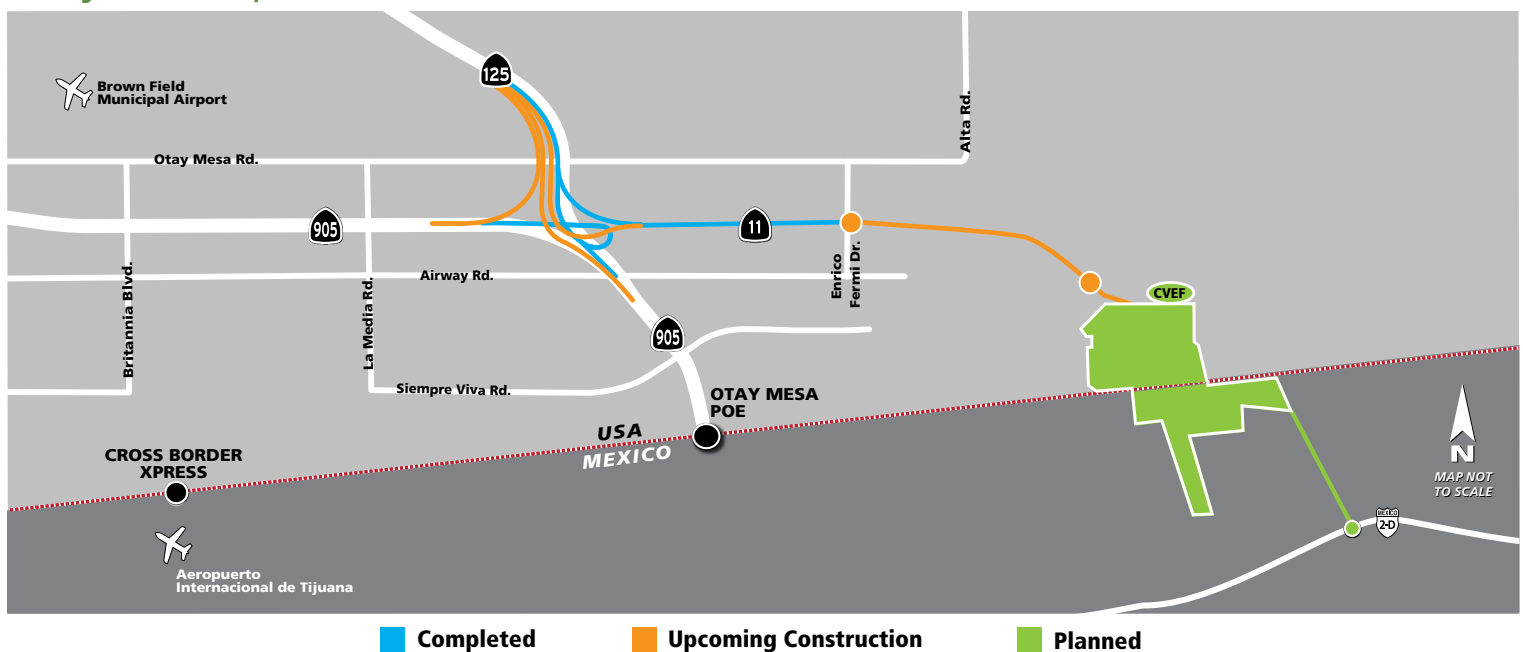 125
Brown Field
Municipal Airport
Alta Rd.
Otay Mesa Rd.
905
11
Airway Rd.
Enrico
Fermi Dr.
Britannia Blvd.
La Media Rd.
CVEF
905
Siempre Viva Rd.
OTAY MESA
POE
USA
MEXICO
CROSS BORDER
XPRESS
N
MAP NOT
TO SCALE
MEXICO
2-D
Aeropuerto
Internacional de Tijuana
Completed
Upcoming Construction
Planned